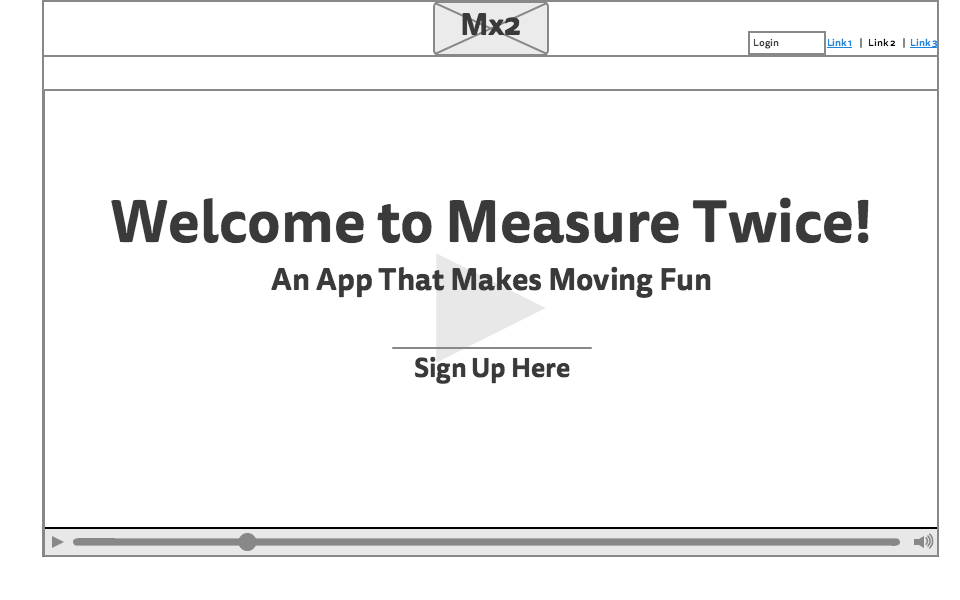 Mx2
Login Link1 | Link2 | Link3
Welcome to Measure Twice!
An App That Makes Moving Fun
Sign Up Here